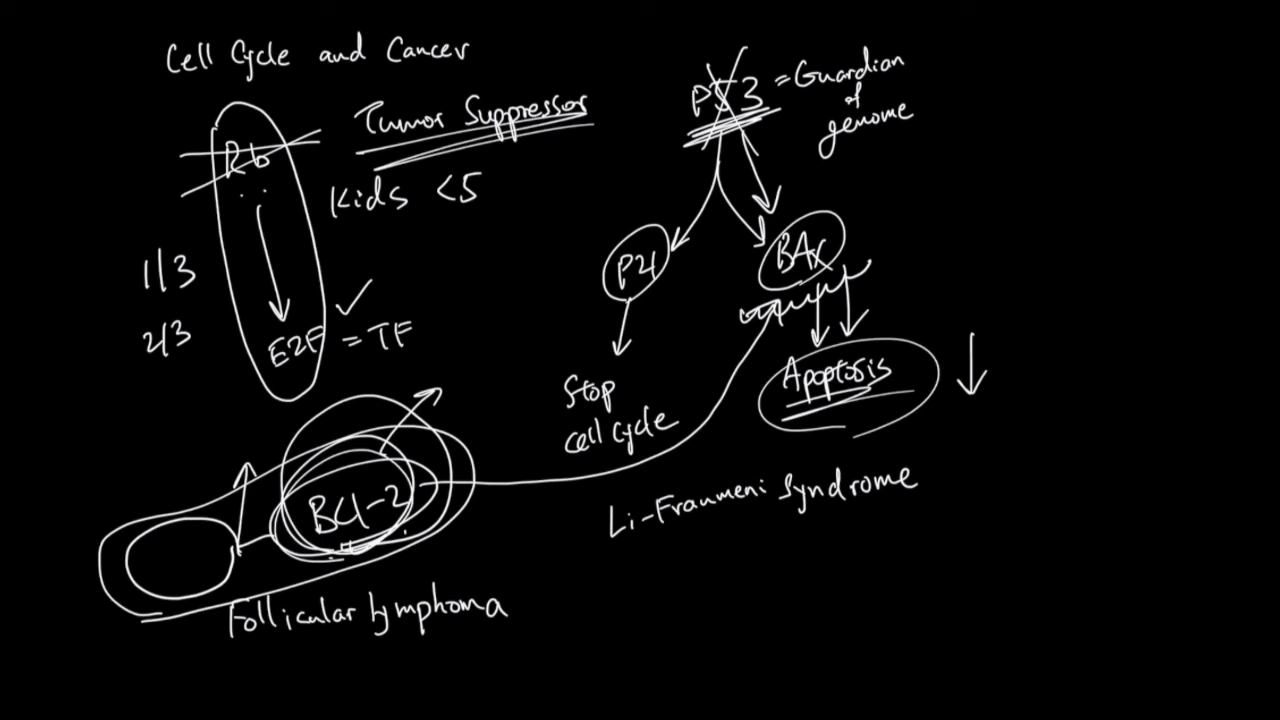 Cell Cycle and Cancer
Rb
Tumor Suppressor
Kids <5
1/3
2/3
E2F = TF
P53 = Guardian
of
genome
P21
BAX
Stop
cell cycle
Apoptosis
Li-Fraumeni Syndrome
BCl-2
Follicular lymphoma